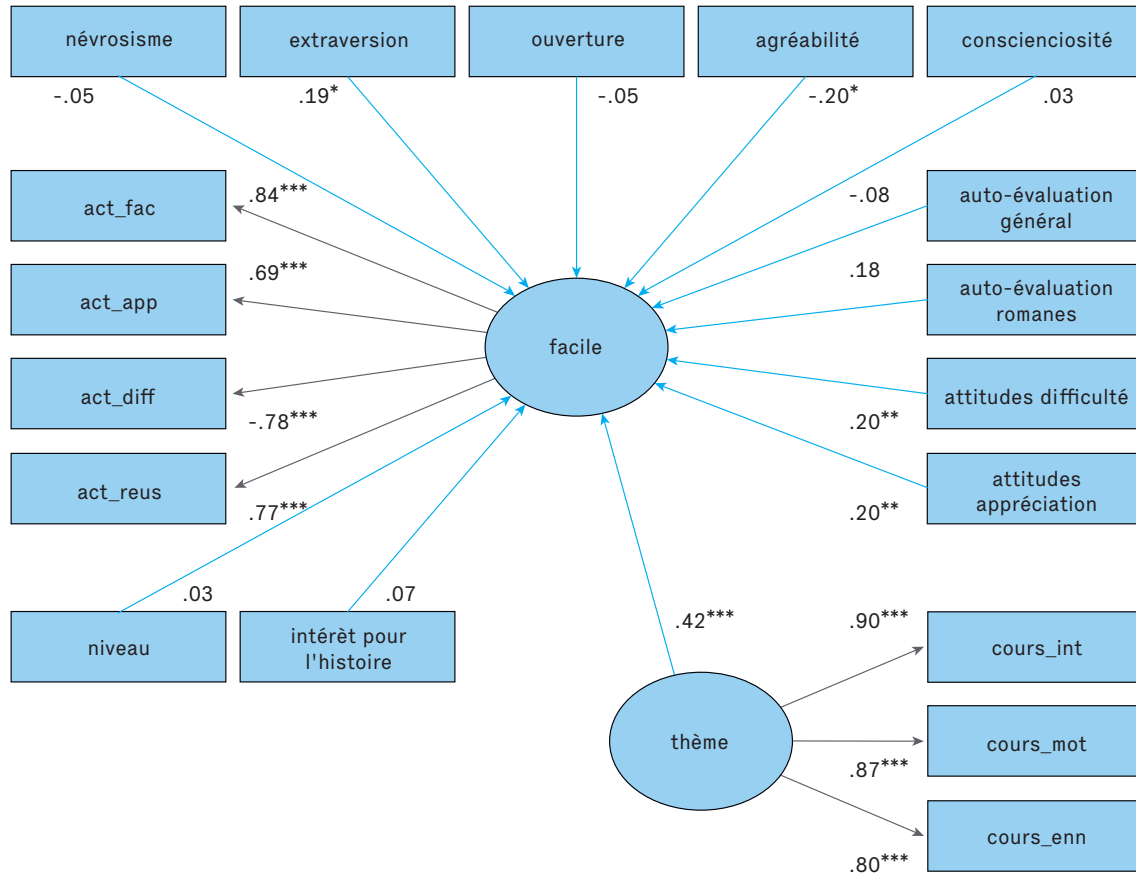 névrosisme
extraversion
ouverture
agréabilité
conscienciosité
-.05
.19*
-.05
-.20*
.03
act_fac
.84***
-.08
auto-évaluation
général
act_app
.69***
.18
auto-évaluation
romanes
facile
act_diff
-.78***
attitudes difficulté
.20**
act_reus
.77***
attitudes
appréciation
.20**
.03
.07
niveau
intérèt pour
l'histoire
.42***
.90***
cours_int
thème
cours_mot
.87***
cours_enn
.80***